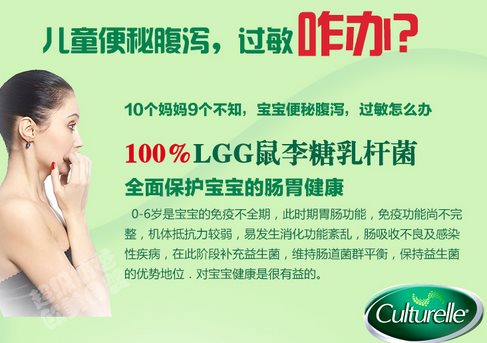 儿童便秘腹泻，过敏咋办？
10个妈妈9个不知，宝宝便秘腹泻，过敏怎么办
100%LGG鼠李糖乳杆菌
全面保护宝宝的肠胃健康
0-6岁是宝宝的免疫不全期，此时期胃肠功能，免疫功能尚不完
整，机体抵抗力较弱，易发生消化功能紊乱，肠吸收不良及感染
性疾病，在此阶段补充益生菌，维持肠道菌群平衡，保持益生菌
的优势地位．对宝宝健康是很有益的。
Culturelle®